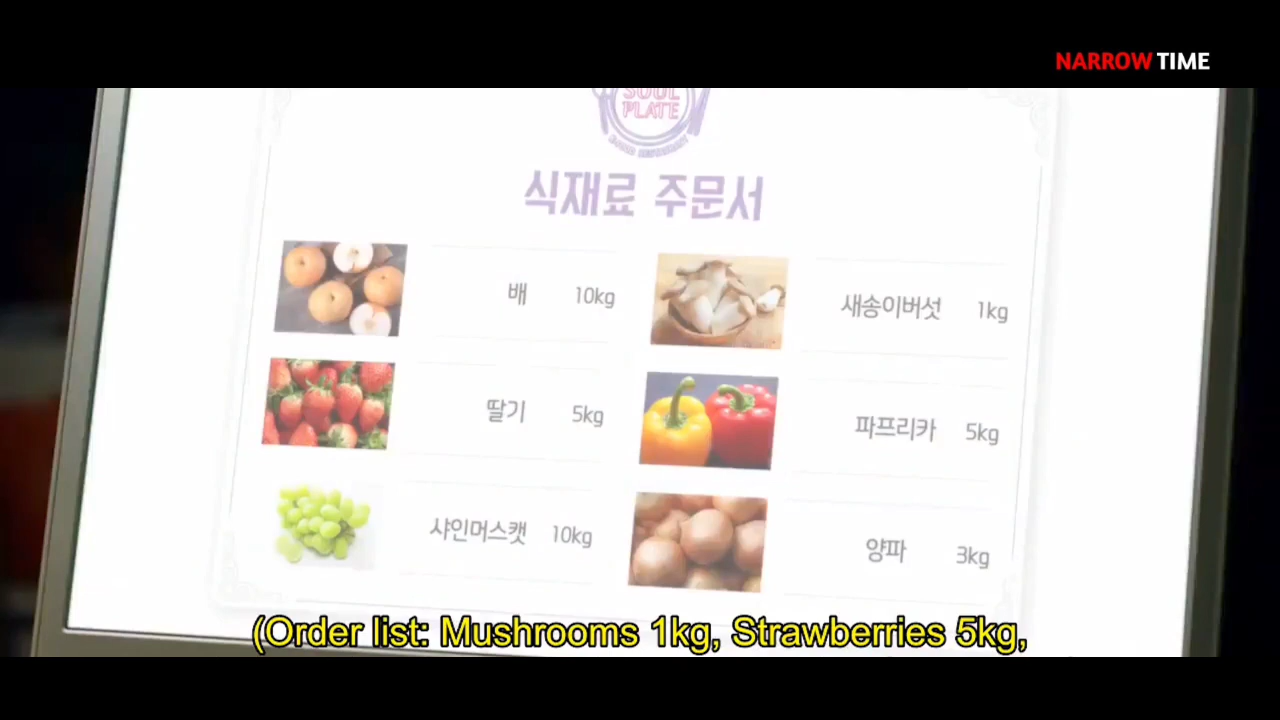 NARROW TIME
SOUL
PLATE
식재료 주문서
배 10kg
새송이버섯 1kg
딸기 5kg
파프리카 5kg
샤인머스캣 10kg
양파 3kg
(Order list: Mushrooms 1kg, Strawberries 5kg,